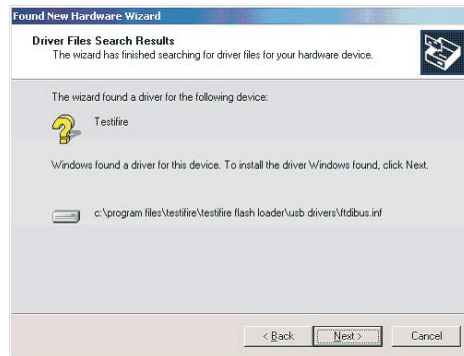 Found New Hardware Wizard
Driver Files Search Results
The wizard has finished searching for driver files for your hardware device.
The wizard found a driver for the following device:
Testifire
Windows found a driver for this device. To install the driver Windows found, click Next.
c:\program files\testifire\testifire flash loader\usb drivers\ftdibus.inf
< Back Next > Cancel